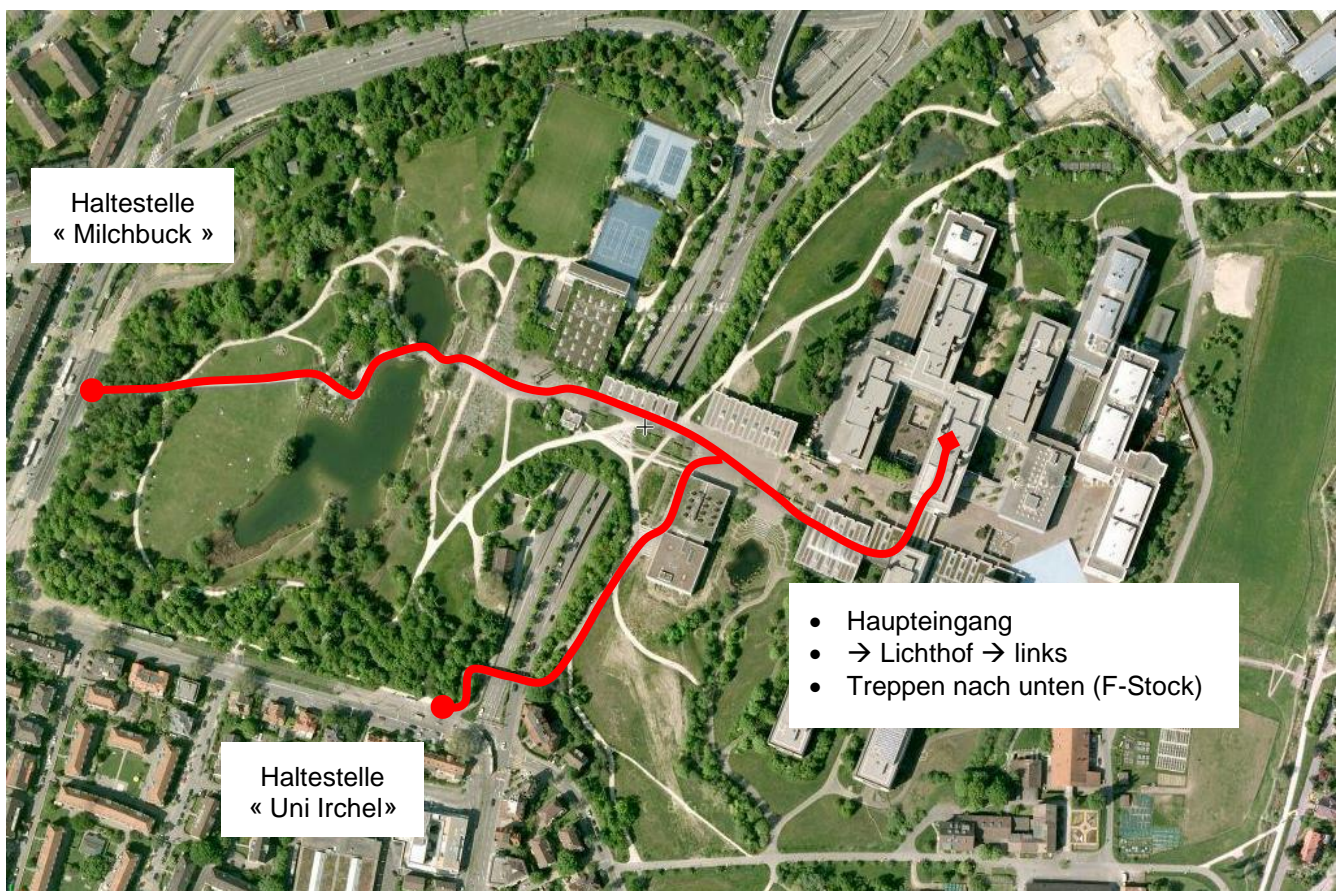 Haltestelle
« Milchbuck »
• Haupteingang
• → Lichthof → links
• Treppen nach unten (F-Stock)
Haltestelle
« Uni Irchel»